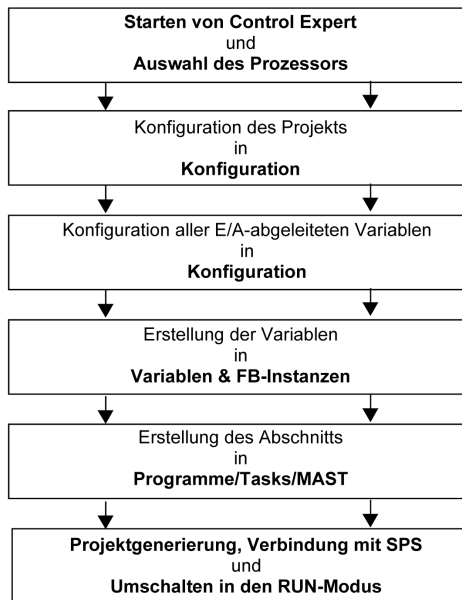 Starten von Control Expert
und
Auswahl des Prozessors
Konfiguration des Projekts
in
Konfiguration
Konfiguration aller E/A-abgeleiteten Variablen
in
Konfiguration
Erstellung der Variablen
in
Variablen & FB-Instanzen
Erstellung des Abschnitts
in
Programme/Tasks/MAST
Projektgenerierung, Verbindung mit SPS
und
Umschalten in den RUN-Modus